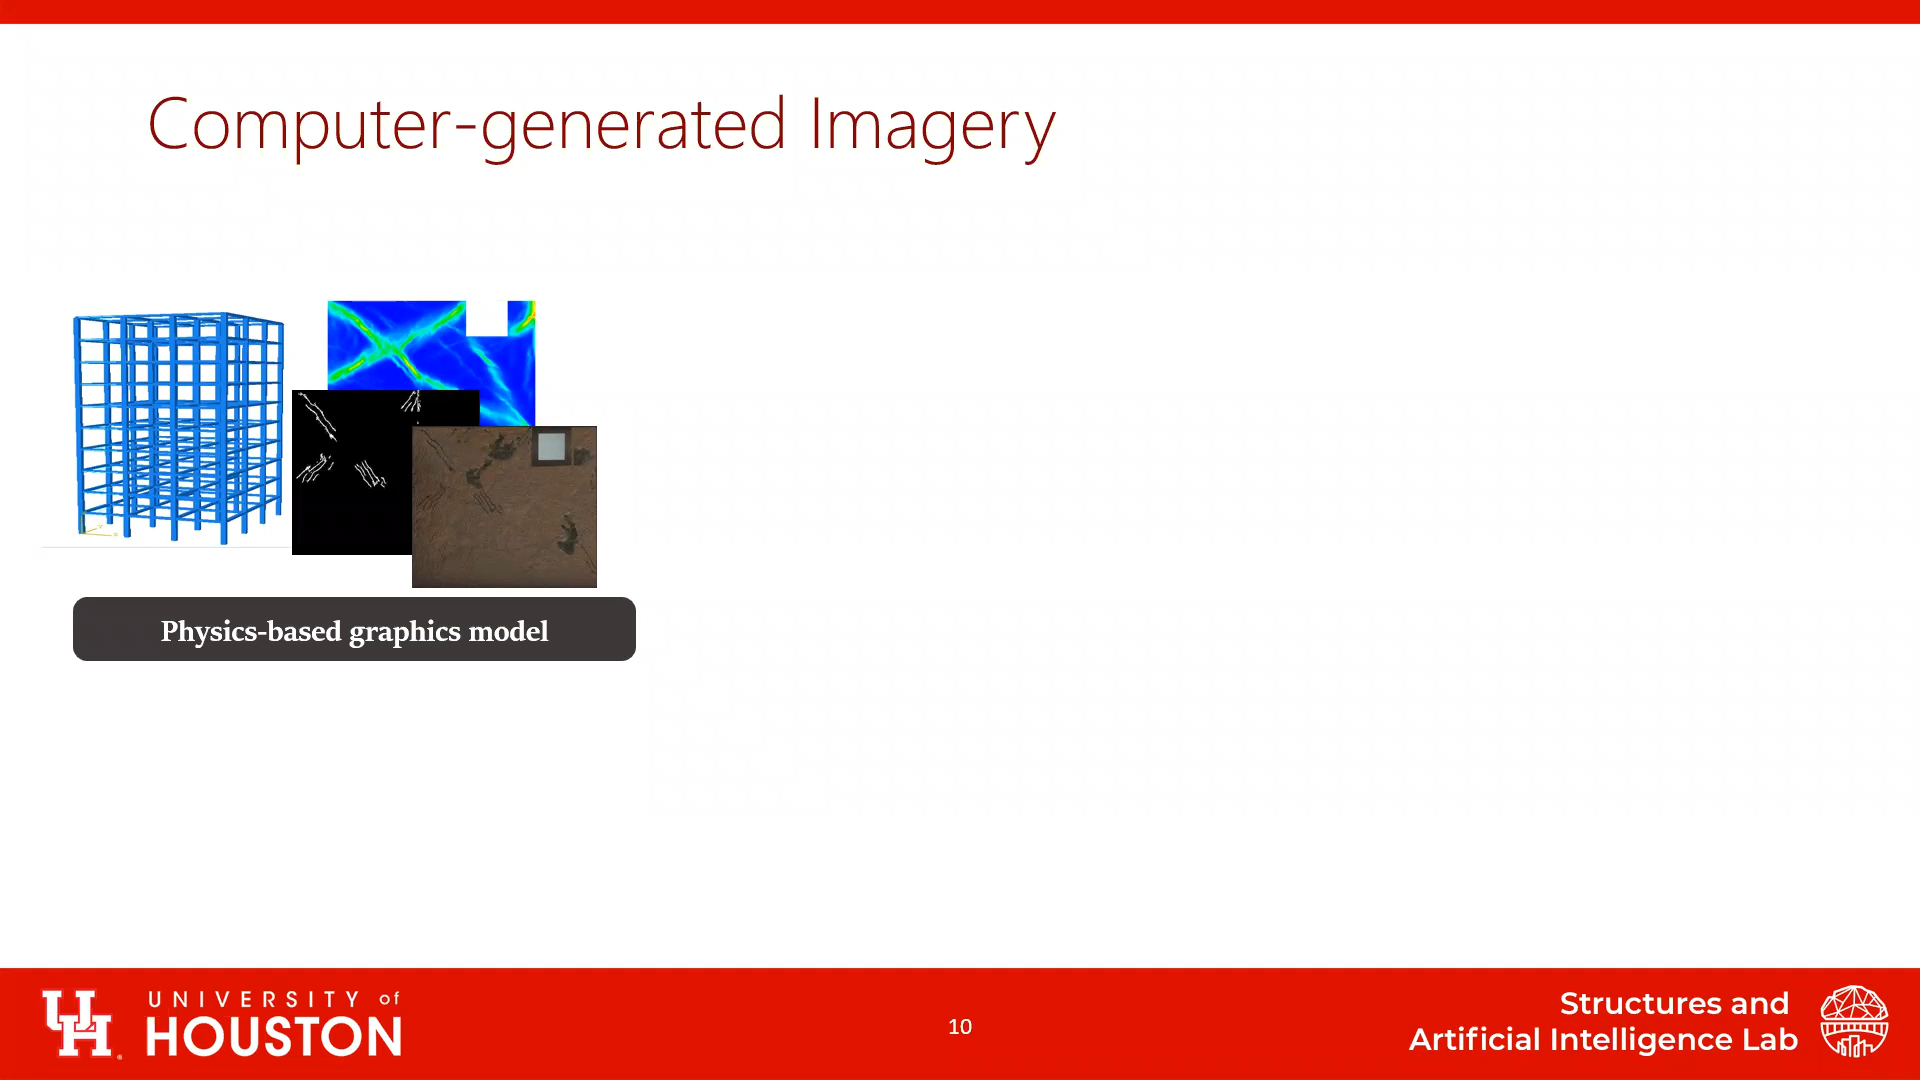 Computer-generated Imagery
Physics-based graphics model
UNIVERSITY of
HOUSTON
10
Structures and
Artificial Intelligence Lab